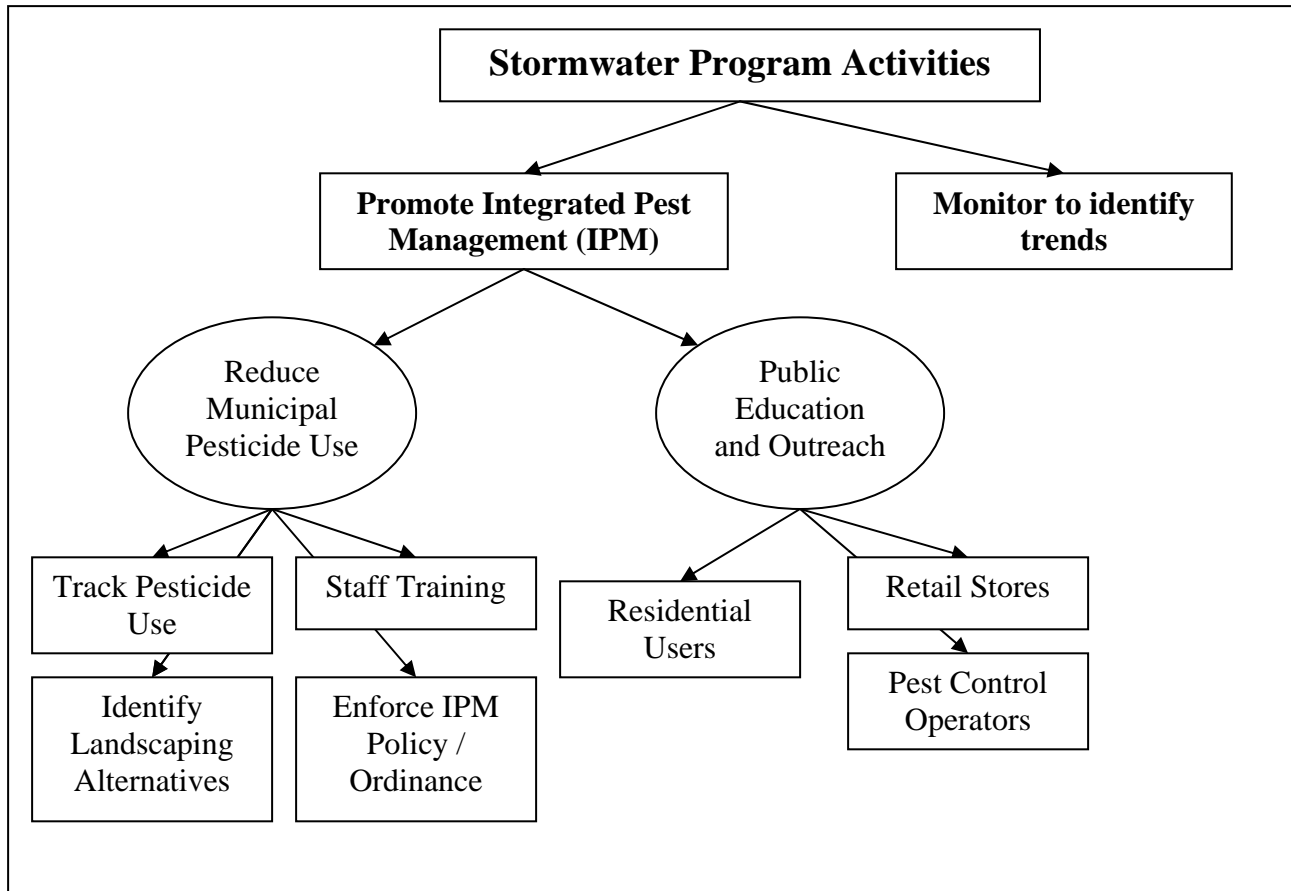 Stormwater Program Activities
Promote Integrated Pest
Management (IPM)
Monitor to identify
trends
Reduce
Municipal
Pesticide Use
Public
Education
and Outreach
Track Pesticide
Use
Staff Training
Residential
Users
Retail Stores
Identify
Landscaping
Alternatives
Enforce IPM
Policy /
Ordinance
Pest Control
Operators